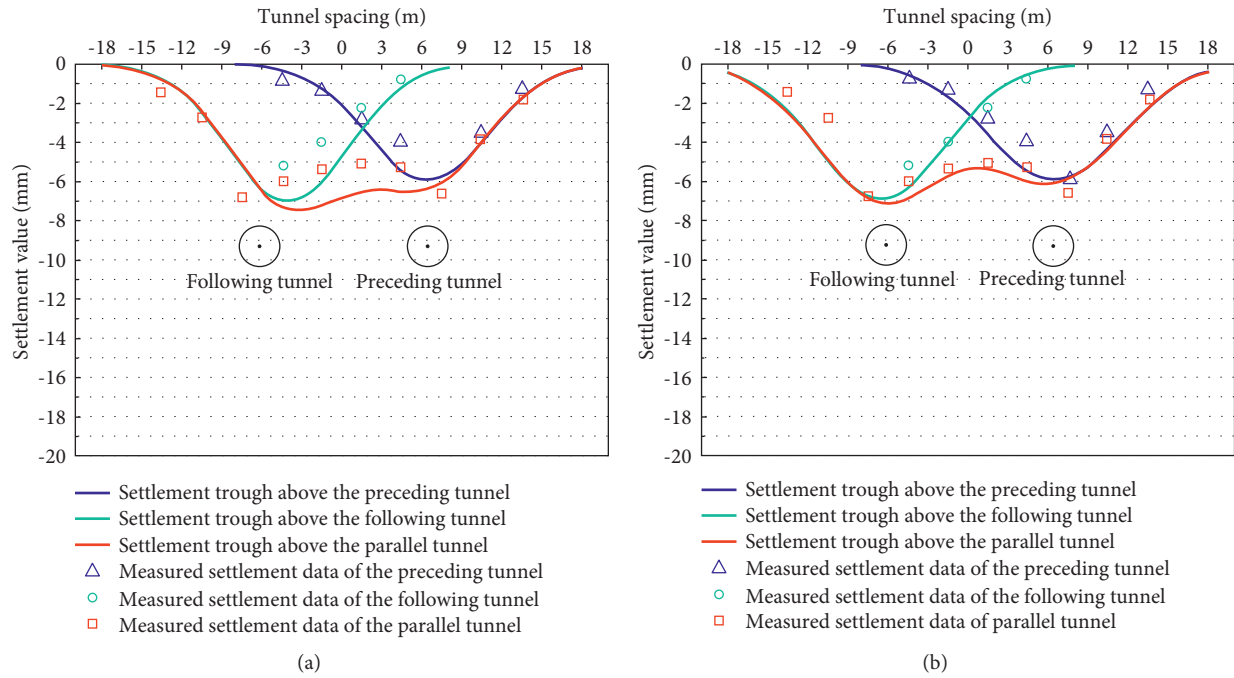 Tunnel spacing (m)
-18 -15 -12 -9 -6 -3 0 3 6 9 12 15 18
0
-2
-4
-6
-8
-10
-12
-14
-16
-18
-20
Settlement value (mm)
Following tunnel Preceding tunnel
Settlement trough above the preceding tunnel
Settlement trough above the following tunnel
Settlement trough above the parallel tunnel
Measured settlement data of the preceding tunnel
Measured settlement data of the following tunnel
Measured settlement data of the parallel tunnel
(a)
Tunnel spacing (m)
-18 -15 -12 -9 -6 -3 0 3 6 9 12 15 18
0
-2
-4
-6
-8
-10
-12
-14
-16
-18
-20
Settlement value (mm)
Following tunnel Preceding tunnel
Settlement trough above the preceding tunnel
Settlement trough above the following tunnel
Settlement trough above the parallel tunnel
Measured settlement data of the preceding tunnel
Measured settlement data of the following tunnel
Measured settlement data of parallel tunnel
(b)